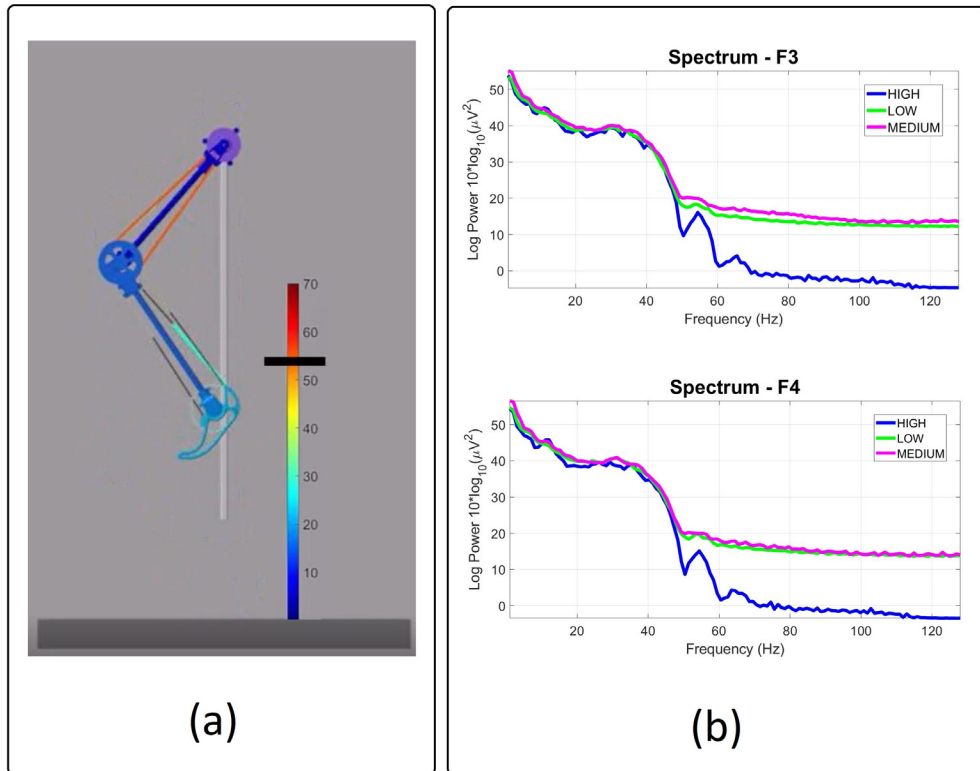 70
60
50
40
30
20
10
(a)
Spectrum - F3
Log Power 10*log10(μV2)
50
40
30
20
10
0
HIGH
LOW
MEDIUM
20 40 60 80 100 120
Frequency (Hz)
Spectrum - F4
Log Power 10*log10(μV2)
50
40
30
20
10
0
HIGH
LOW
MEDIUM
20 40 60 80 100 120
Frequency (Hz)
(b)